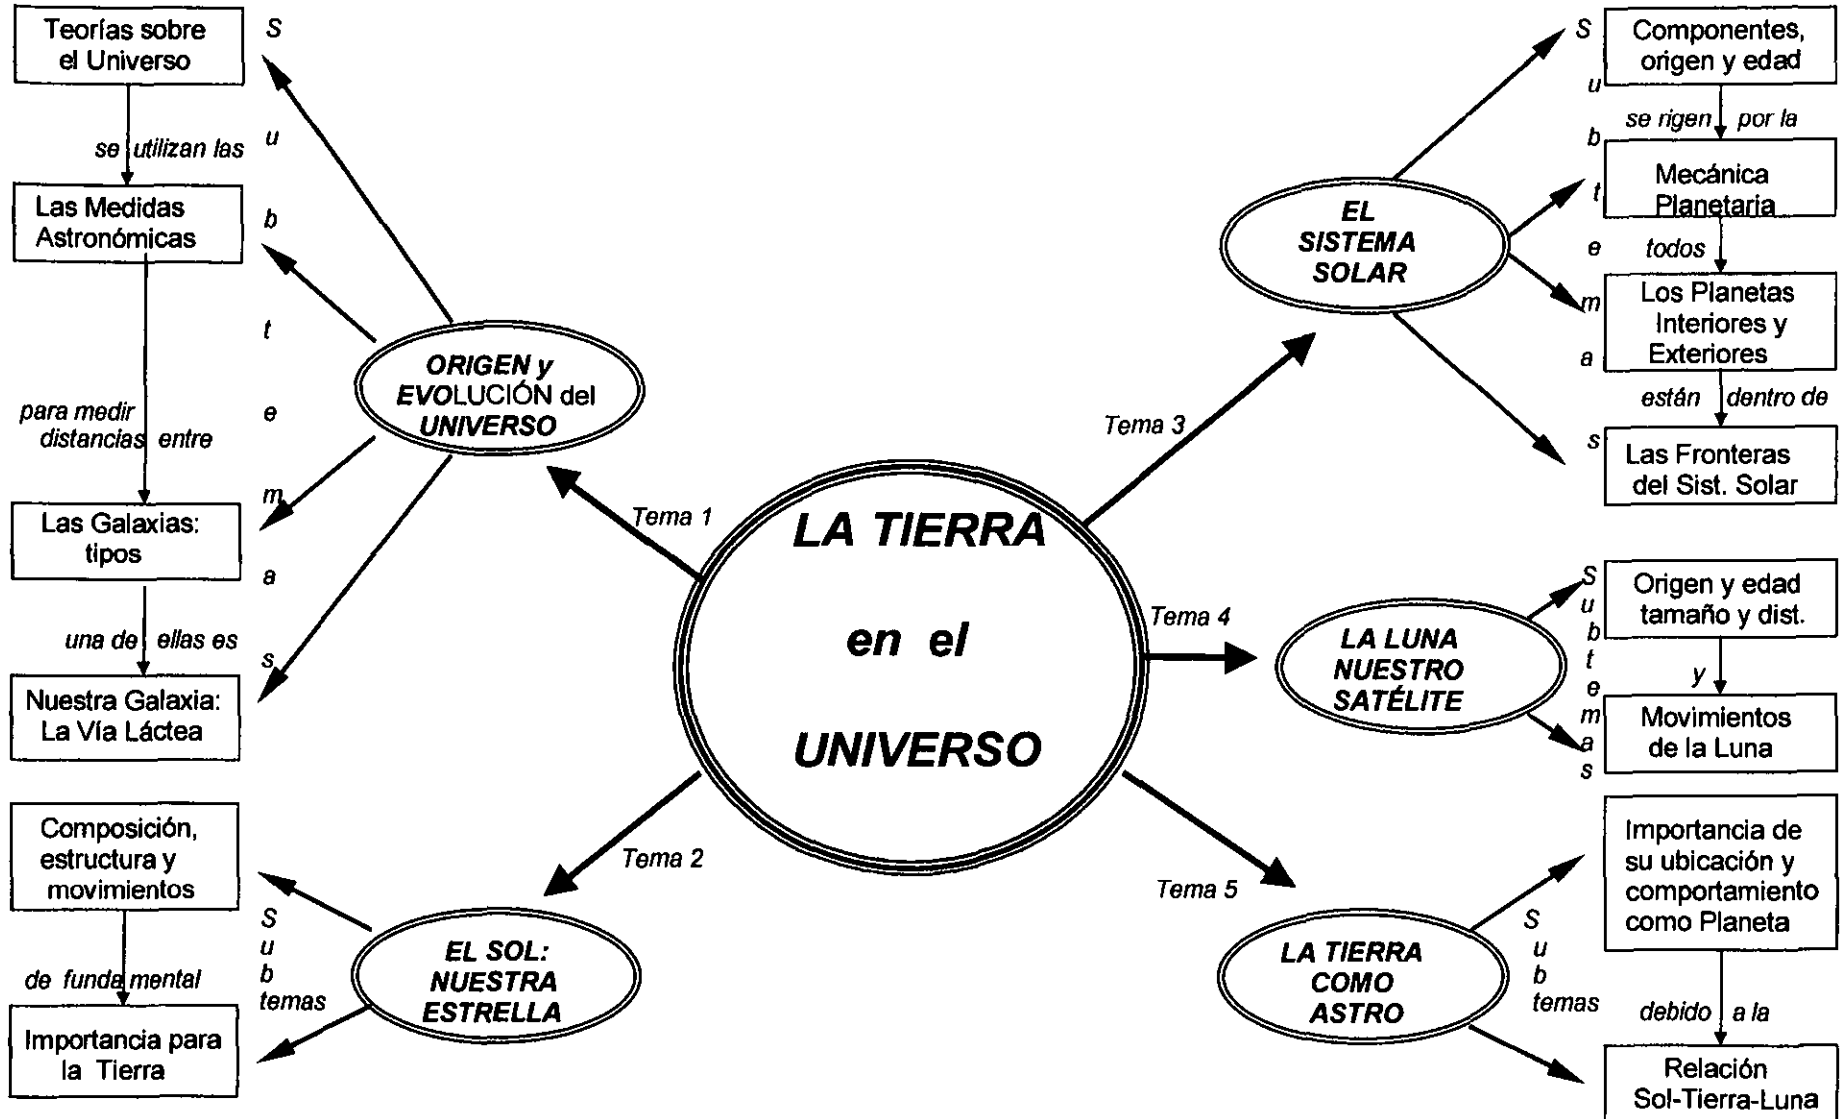 LA TIERRA
en el
UNIVERSO
Tema 1
ORIGEN y
EVOLUCIÓN del
UNIVERSO
S
u
b
t
e
m
a
s
Teorías sobre
el Universo
se utilizan las
Las Medidas
Astronómicas
para medir
distancias entre
Las Galaxias:
tipos
una de ellas es
Nuestra Galaxia:
La Vía Láctea
Tema 2
EL SOL:
NUESTRA
ESTRELLA
S
u
b
temas
Composición,
estructura y
movimientos
de funda mental
Importancia para
la Tierra
Tema 3
EL
SISTEMA
SOLAR
S
u
b
t
e
m
a
s
Componentes,
origen y edad
se rigen por la
Mecánica
Planetaria
todos
Los Planetas
Interiores y
Exteriores
están dentro de
Las Fronteras
del Sist. Solar
Tema 4
LA LUNA
NUESTRO
SATÉLITE
S
u
b
t
e
m
a
s
Origen y edad
tamaño y dist.
y
Movimientos
de la Luna
Tema 5
LA TIERRA
COMO
ASTRO
S
u
b
temas
Importancia de
su ubicación y
comportamiento
como Planeta
debido a la
Relación
Sol-Tierra-Luna